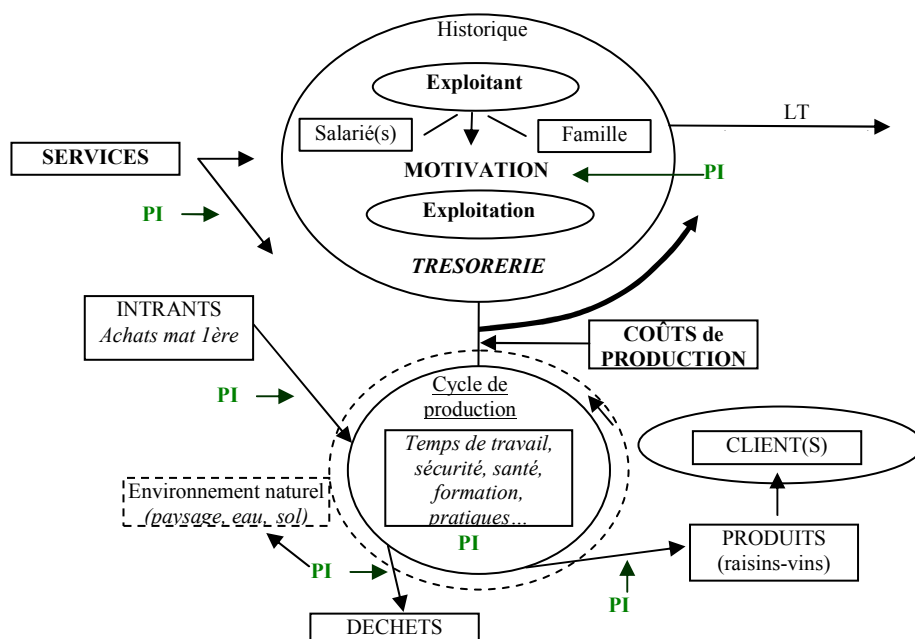 Historique
Exploitant
LT
Salarié(s)
Famille
SERVICES
MOTIVATION
PI
PI
Exploitation
TRESORERIE
INTRANTS
Achats mat 1ère
COÛTS de
PRODUCTION
PI
Cycle de
production
Temps de travail,
sécurité, santé,
formation,
pratiques…
CLIENT(S)
Environnement naturel
(paysage, eau, sol)
PI
PRODUITS
(raisins-vins)
PI
PI
DECHETS